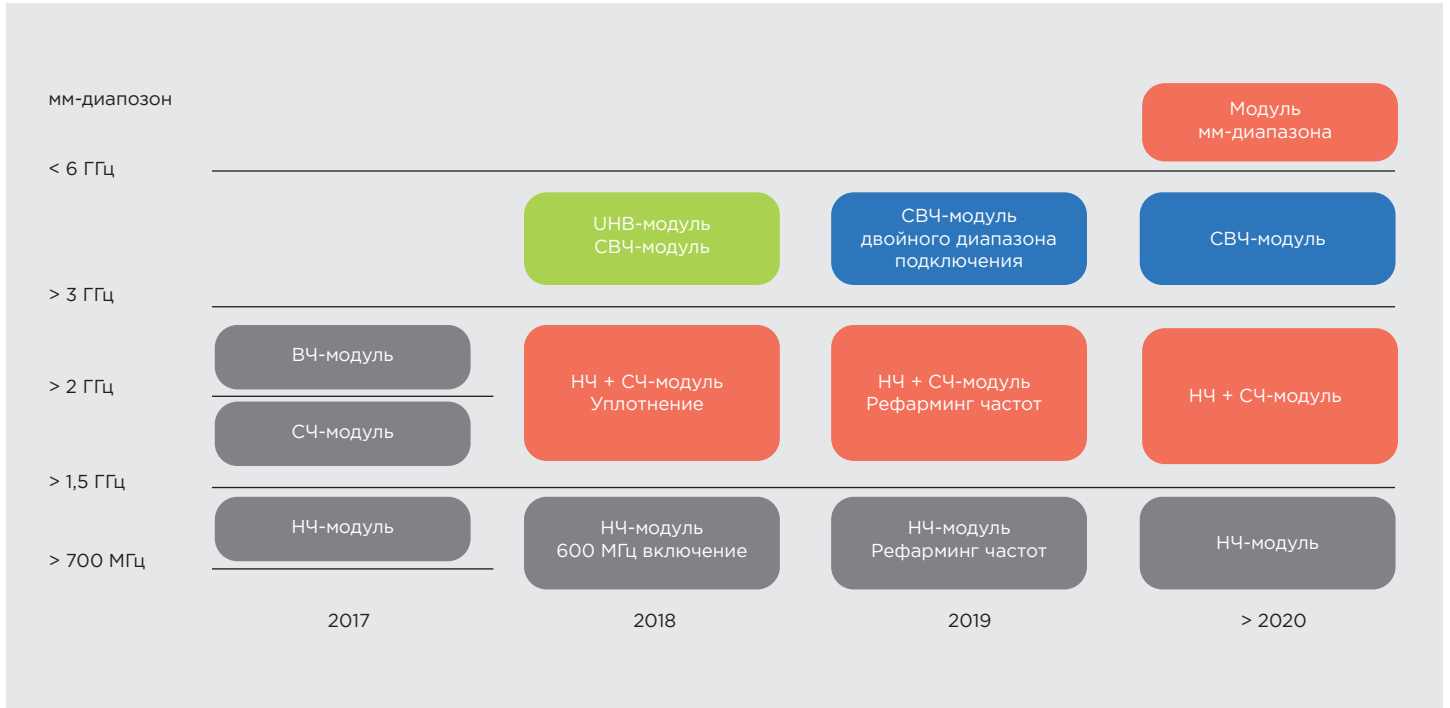 мм-диапозон
Модуль
мм-диапазона
< 6 ГГц
UHB-модуль
СВЧ-модуль
СВЧ-модуль
двойного диапазона
подключения
СВЧ-модуль
> 3 ГГц
ВЧ-модуль
> 2 ГГц
НЧ + СЧ-модуль
Уплотнение
НЧ + СЧ-модуль
Рефарминг частот
НЧ + СЧ-модуль
СЧ-модуль
> 1,5 ГГц
НЧ-модуль
НЧ-модуль
600 МГц включение
НЧ-модуль
Рефарминг частот
НЧ-модуль
> 700 МГц
2017
2018
2019
> 2020